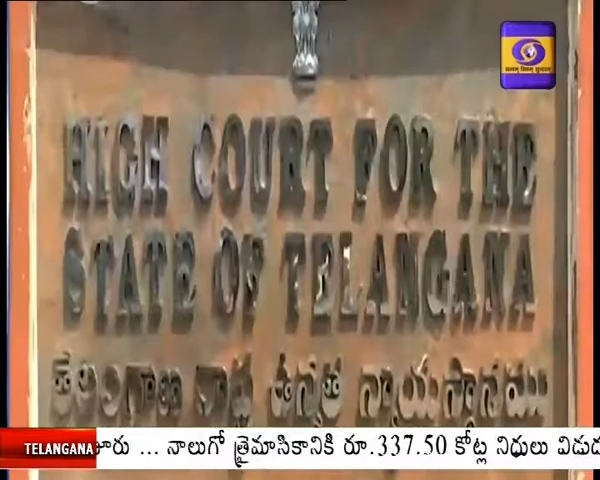 HIGH COURT FOR THE
STATE OF TELANGANA
తెలంగాణ రాష్ట్ర ఉన్నత న్యాయస్థానము
TELANGANA
... నాలుగో త్రైమాసికానికి రూ.337.50 కోట్ల నిధులు